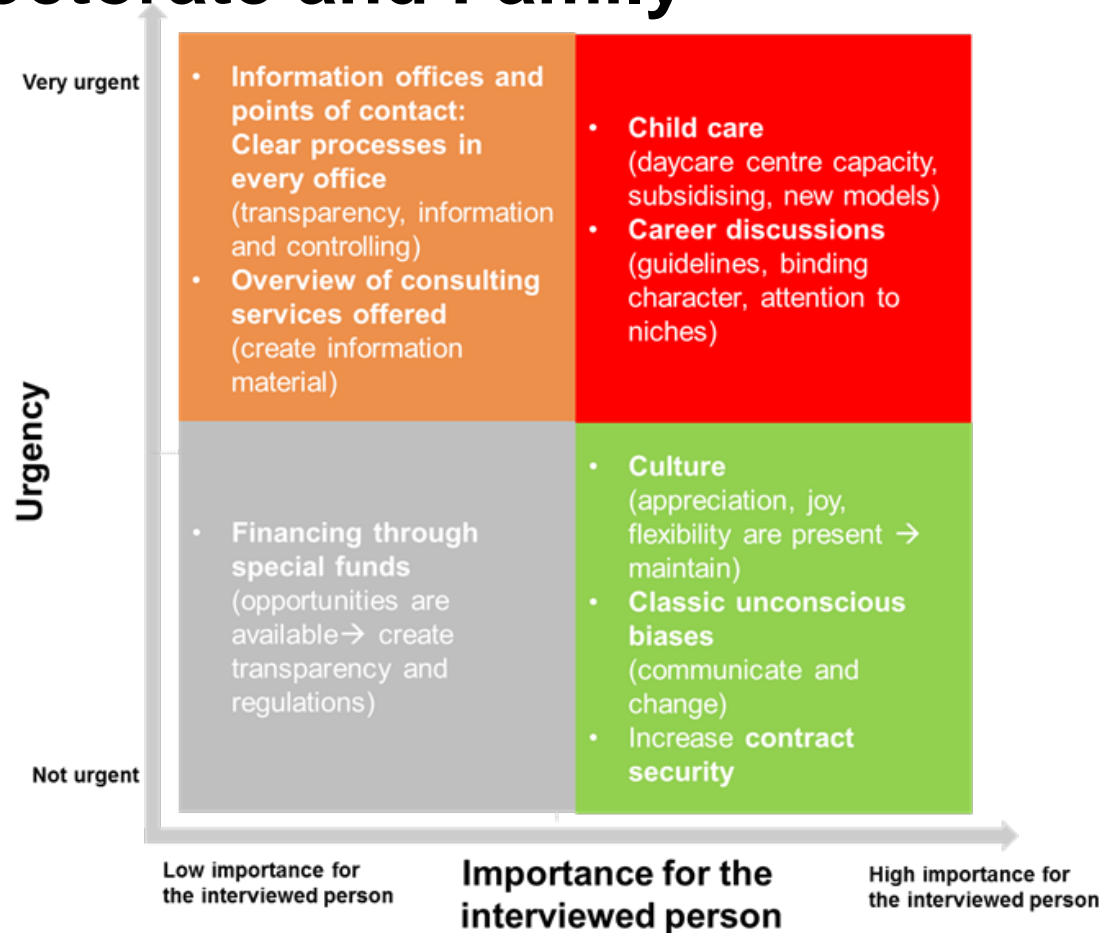 and Family
Very urgent
• Information offices and
points of contact:
Clear processes in
every office
(transparency, information
and controlling)
• Overview of consulting
services offered
(create information
material)
• Child care
(daycare centre capacity,
subsidising, new models)
• Career discussions
(guidelines, binding
character, attention to
niches)
Urgency
• Financing through
special funds
(opportunities are
available→ create
transparency and
regulations)
• Culture
(appreciation, joy,
flexibility are present →
maintain)
• Classic unconscious
biases
(communicate and
change)
• Increase contract
security
Not urgent
Low importance for
the interviewed person
Importance for the
interviewed person
High importance for
the interviewed person